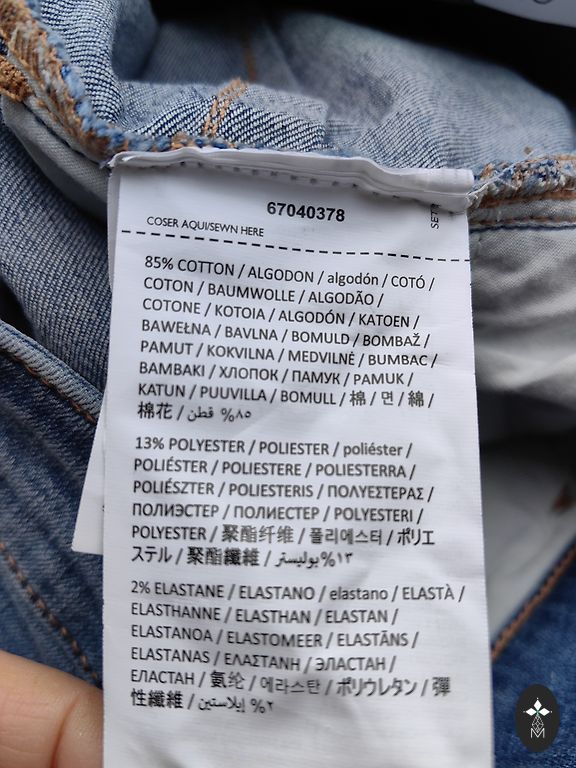 67040378
COSER AQUI/SEWN HERE
85% COTTON / ALGODON / algodón / COTÓ /
COTON / BAUMWOLLE / ALGODÃO /
COTONE / KOTOIA / ALGODÓN / KATOEN /
BAWEŁNA / BAVLNA / BOMULD / BOMBAŽ /
PAMUT / KOKVILNA / MEDVILNĖ / BUMBAC /
BAMBAKI / ХЛОПОК / ПАМУК / PAMUK /
KATUN / PUUVILLA / BOMULL / 棉 / 면 / 綿 /
棉花 / قطن %٨٥
13% POLYESTER / POLIESTER / poliéster /
POLIÉSTER / POLIESTERE / POLIESTERRA /
POLIÉSZTER / POLIESTERIS / ΠΟΛΥΕΣΤΕΡΑΣ /
ПОЛИЭСТЕР / ПОЛИЕСТЕР / POLYESTERI /
POLYESTER / 聚酯纤维 / 폴리에스터 / ポリエ
ステル / 聚酯纖維 / بوليستر%١٣
2% ELASTANE / ELASTANO / elastano / ELASTÀ /
ELASTHANNE / ELASTHAN / ELASTAN /
ELASTANOA / ELASTOMEER / ELASTĀNS /
ELASTANAS / ΕΛΑΣΤΑΝΗ / ЭЛАСТАН /
ЕЛАСТАН / 氨纶 / 에라스탄 / ポリウレタン / 彈
性纖維 / إيلاستين %٢
M